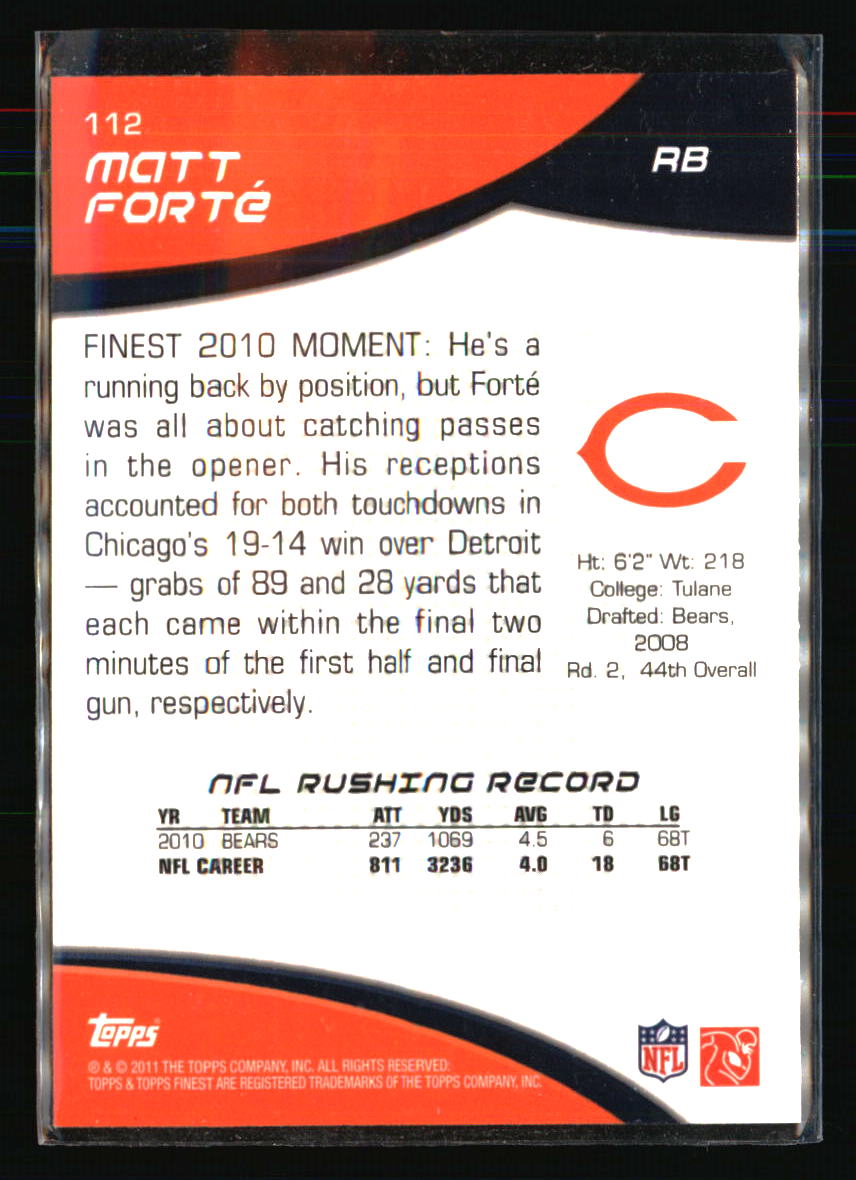 112
MATT
FORTÉ
RB
FINEST 2010 MOMENT: He's a
running back by position, but Forté
was all about catching passes
in the opener. His receptions
accounted for both touchdowns in
Chicago's 19-14 win over Detroit
— grabs of 89 and 28 yards that
each came within the final two
minutes of the first half and final
gun, respectively.
Ht: 6'2" Wt: 218
College: Tulane
Drafted: Bears,
2008
Rd. 2, 44th Overall
NFL RUSHING RECORD
YR TEAM ATT YDS AVG TD LG
2010 BEARS 237 1069 4.5 6 68T
NFL CAREER 811 3236 4.0 18 68T
Topps
NFL
® & © 2011 THE TOPPS COMPANY, INC. ALL RIGHTS RESERVED.
TOPPS & TOPPS FINEST ARE REGISTERED TRADEMARKS OF THE TOPPS COMPANY, INC.